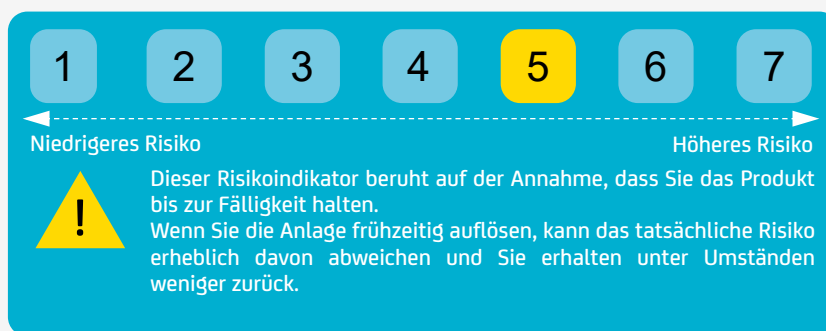 1 2 3 4 5 6 7
Niedrigeres Risiko Höheres Risiko
!
Dieser Risikoindikator beruht auf der Annahme, dass Sie das Produkt
bis zur Fälligkeit halten.
Wenn Sie die Anlage frühzeitig auflösen, kann das tatsächliche Risiko
erheblich davon abweichen und Sie erhalten unter Umständen
weniger zurück.